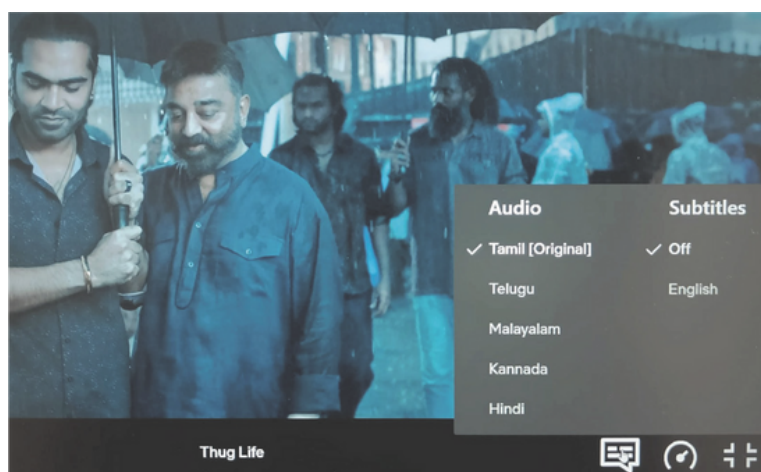 Audio
Tamil [Original]
Telugu
Malayalam
Kannada
Hindi
Subtitles
Off
English
Thug Life